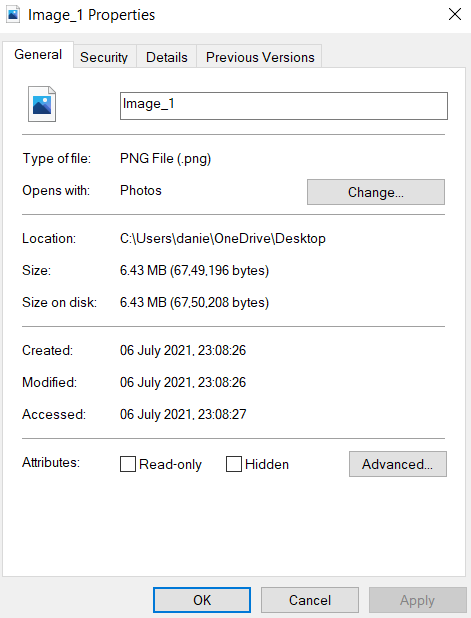 Image_1 Properties
General Security Details Previous Versions
Image_1
Type of file: PNG File (.png)
Opens with: Photos Change...
Location: C:\Users\danie\OneDrive\Desktop
Size: 6.43 MB (67,49,196 bytes)
Size on disk: 6.43 MB (67,50,208 bytes)
Created: 06 July 2021, 23:08:26
Modified: 06 July 2021, 23:08:26
Accessed: 06 July 2021, 23:08:27
Attributes: Read-only Hidden Advanced...
OK Cancel Apply